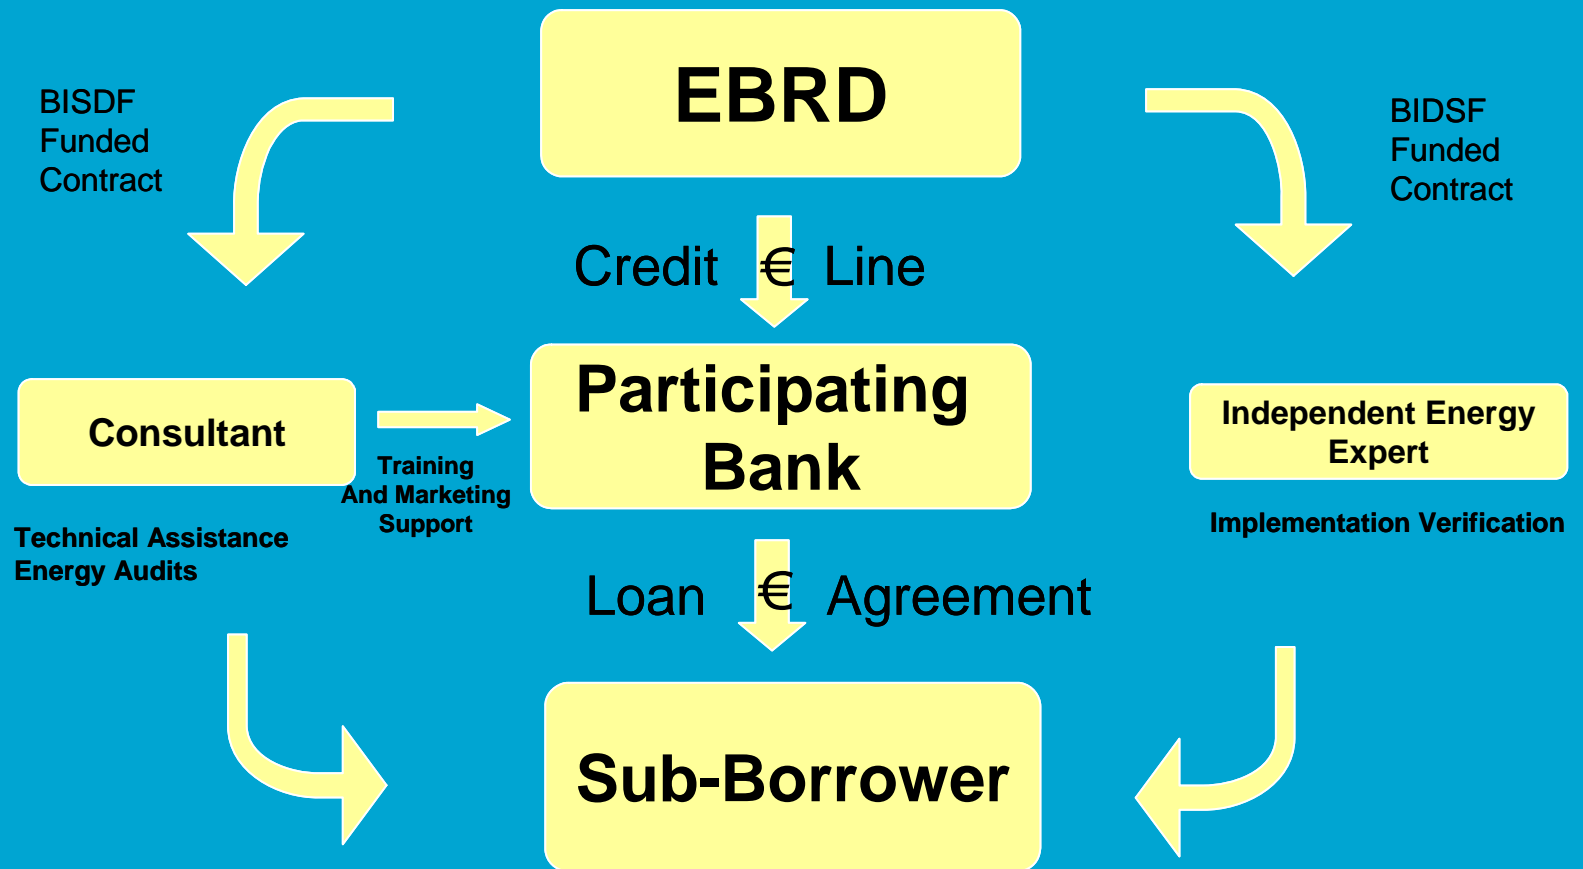 EBRD
BISDF
Funded
Contract
BIDSF
Funded
Contract
Credit € Line
Participating
Bank
Consultant
Training
And Marketing
Support
Independent Energy
Expert
Technical Assistance
Energy Audits
Implementation Verification
Loan € Agreement
Sub-Borrower